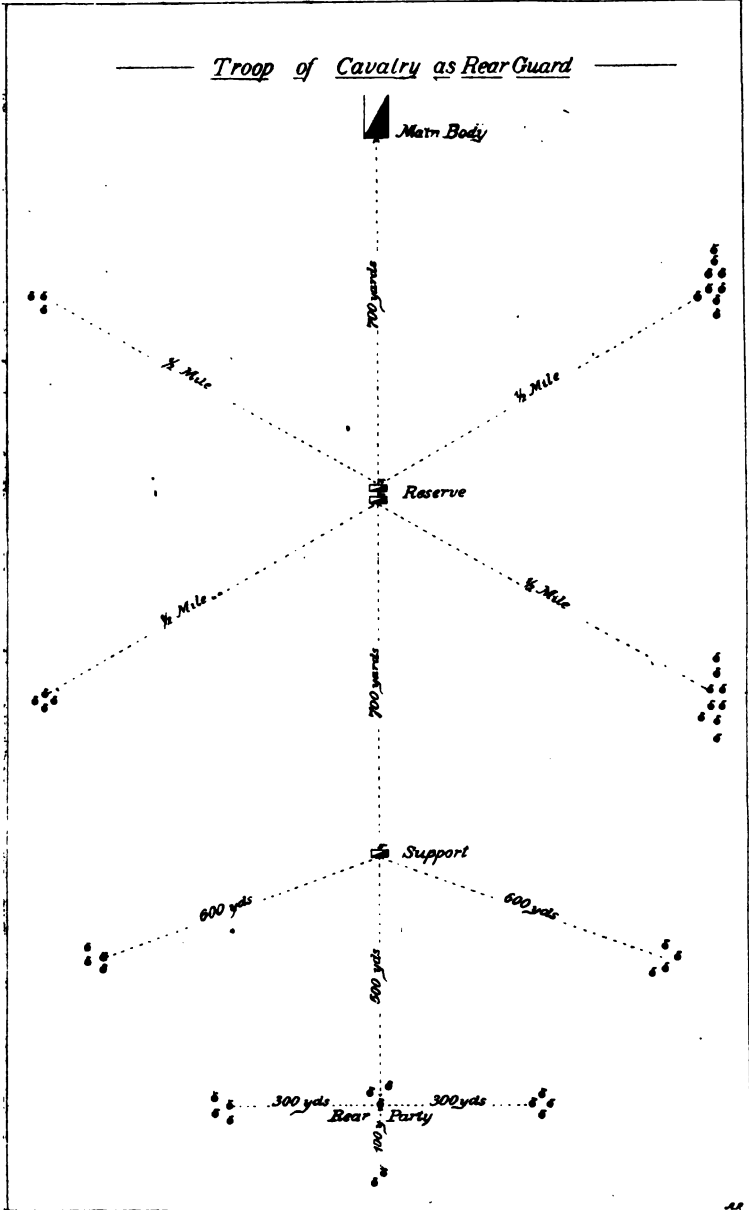 Troop of Cavalry as Rear Guard
Main Body
700 yards
½ Mile
½ Mile
Reserve
½ Mile
½ Mile
700 yards
Support
600 yds
600 yds
500 yds
300 yds
300 yds
Rear Party
100 y